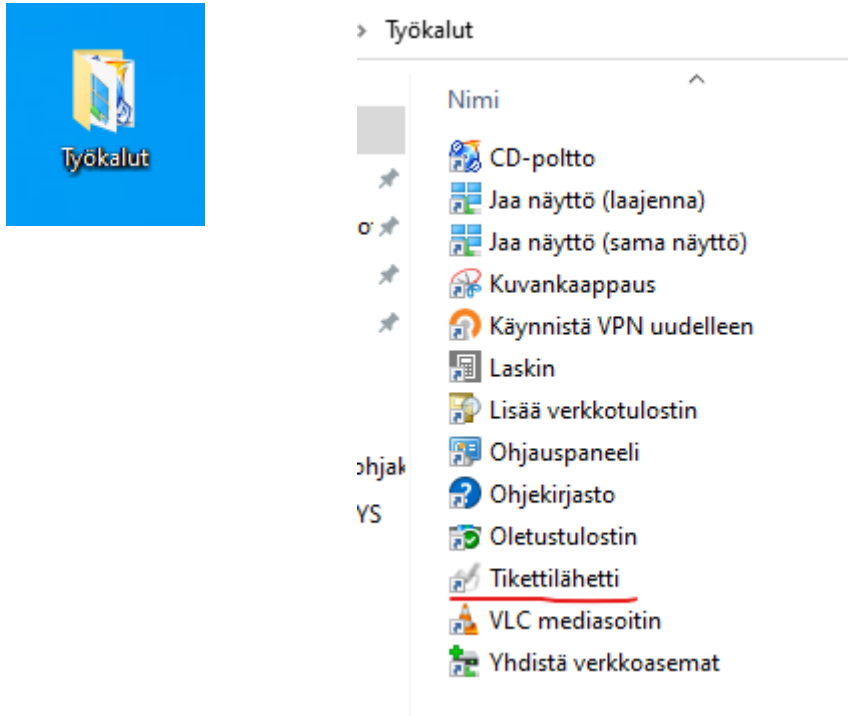 Työkalut
Työkalut
Nimi
CD-poltto
Jaa näyttö (laajenna)
Jaa näyttö (sama näyttö)
Kuvankaappaus
Käynnistä VPN uudelleen
Laskin
Lisää verkkotulostin
Ohjauspaneeli
ohjak
Ohjekirjasto
YS
Oletustulostin
Tikettilähetti
VLC mediasoitin
Yhdistä verkkoasemat